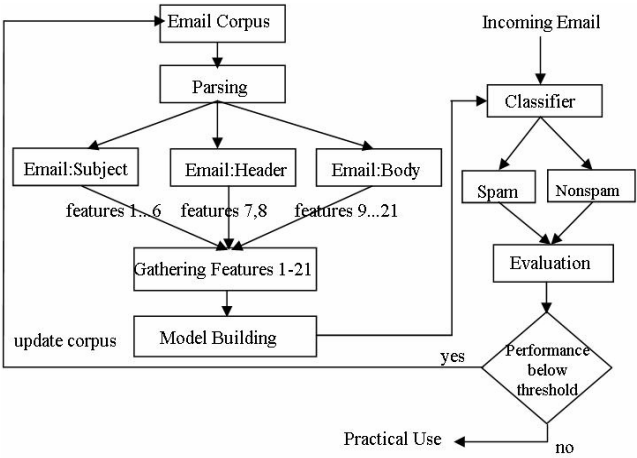 Email Corpus
Incoming Email
Parsing
Classifier
Email:Subject
Email:Header
Email:Body
Spam
Nonspam
features 1...6
features 7,8
features 9...21
Gathering Features 1-21
Evaluation
Model Building
update corpus
yes
Performance
below
threshold
Practical Use
no